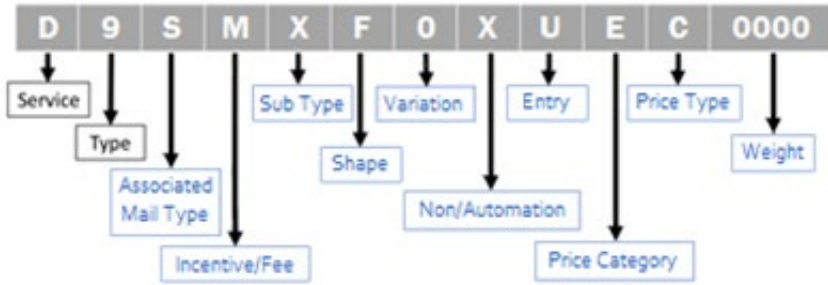 D 9 S M X F 0 X U E C 0000
Service
Type
Associated
Mail Type
Incentive/Fee
Sub Type
Shape
Variation
Non/Automation
Entry
Price Category
Price Type
Weight